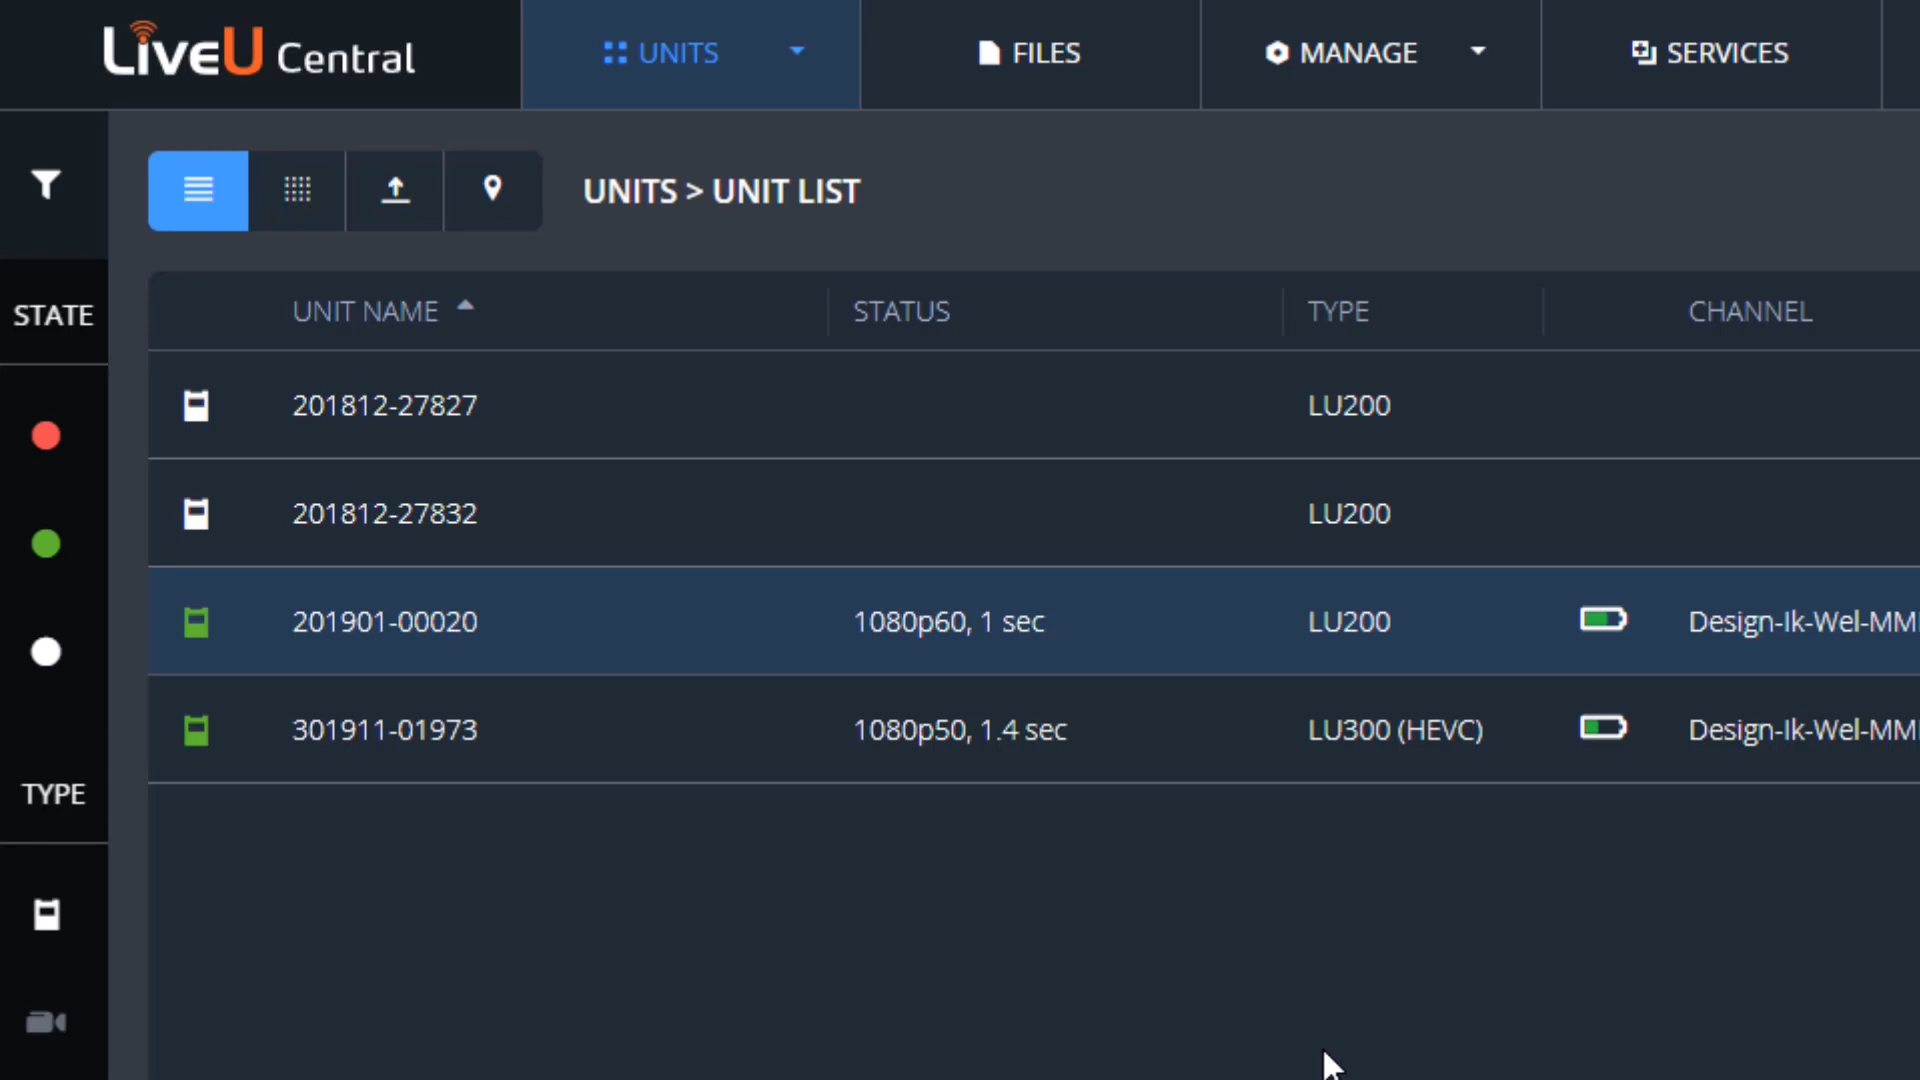 LiveU Central
UNITS
FILES
MANAGE
SERVICES
UNITS > UNIT LIST
STATE
UNIT NAME STATUS TYPE CHANNEL
201812-27827 LU200
201812-27832 LU200
201901-00020 1080p60, 1 sec LU200 Design-Ik-Wel-MM
301911-01973 1080p50, 1.4 sec LU300 (HEVC) Design-Ik-Wel-MM
TYPE